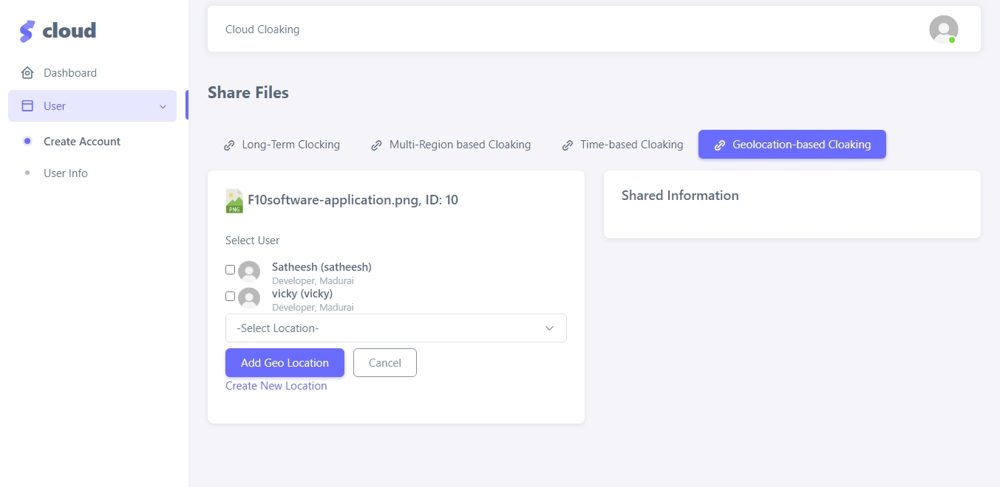 cloud
Cloud Cloaking
Dashboard
User
Create Account
User Info
Share Files
Long-Term Clocking
Multi-Region based Cloaking
Time-based Cloaking
Geolocation-based Cloaking
PNG
F10software-application.png, ID: 10
Select User
Satheesh (satheesh)
Developer, Madurai
vicky (vicky)
Developer, Madurai
-Select Location-
Add Geo Location
Cancel
Create New Location
Shared Information